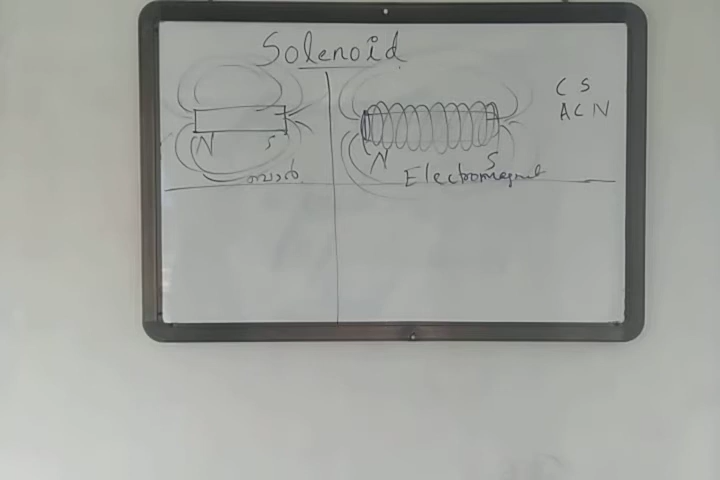 Solenoid
C S
A C N
N S
N S
ബാർ
Electromagnet